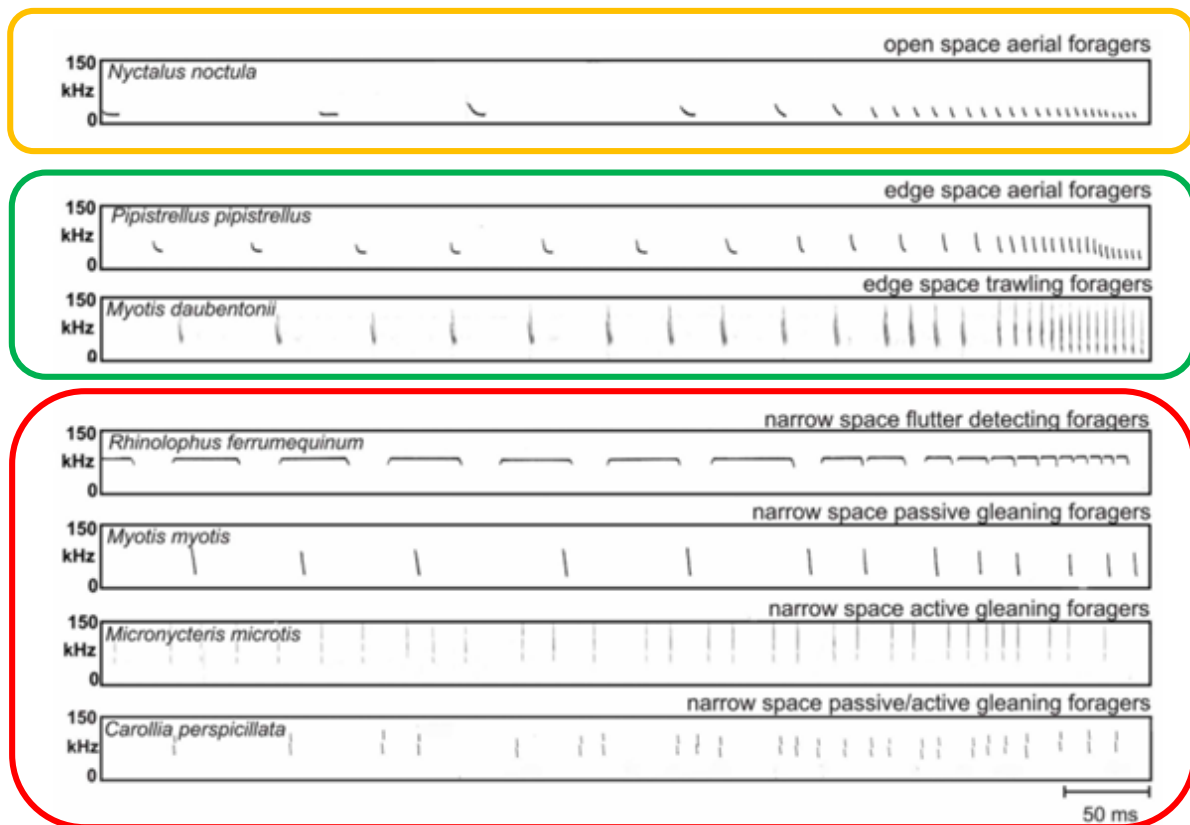 open space aerial foragers
150
Nyctalus noctula
kHz
0
edge space aerial foragers
150
Pipistrellus pipistrellus
kHz
0
edge space trawling foragers
150
Myotis daubentonii
kHz
0
narrow space flutter detecting foragers
150
Rhinolophus ferrumequinum
kHz
0
narrow space passive gleaning foragers
150
Myotis myotis
kHz
0
narrow space active gleaning foragers
150
Micronycteris microtis
kHz
0
narrow space passive/active gleaning foragers
150
Carollia perspicillata
kHz
0
50 ms